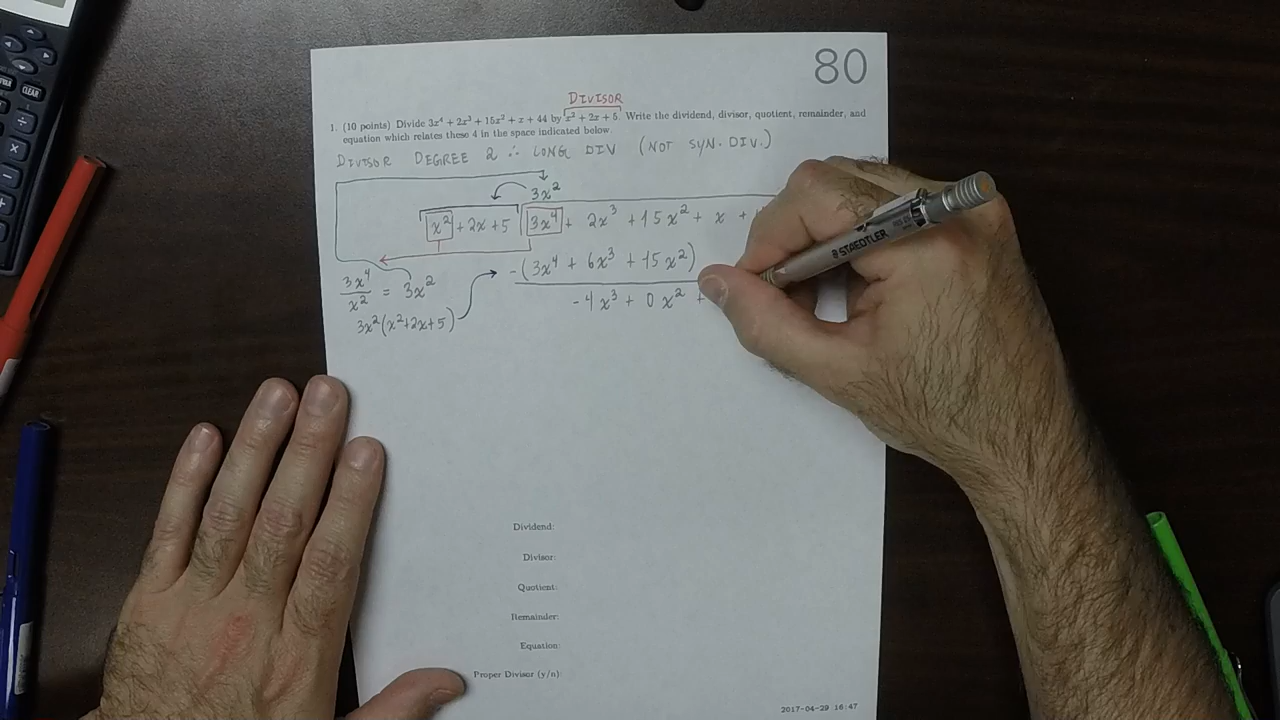 80
DIVISOR
1. (10 points) Divide 3x⁴ + 2x³ + 15x² + x + 44 by x² + 2x + 5. Write the dividend, divisor, quotient, remainder, and
equation which relates these 4 in the space indicated below.
DIVISOR DEGREE 2 ∴ LONG DIV (NOT SYN. DIV.)
3x²
x² + 2x + 5 3x⁴ + 2x³ + 15x² + x +
-(3x⁴ + 6x³ + 15x²)
3x⁴/x² = 3x²
-4x³ + 0x² +
3x²(x²+2x+5)
Dividend:
Divisor:
Quotient:
Remainder:
Equation:
Proper Divisor (y/n):
2017-04-29 16:47
STAEDTLER
CLEAR